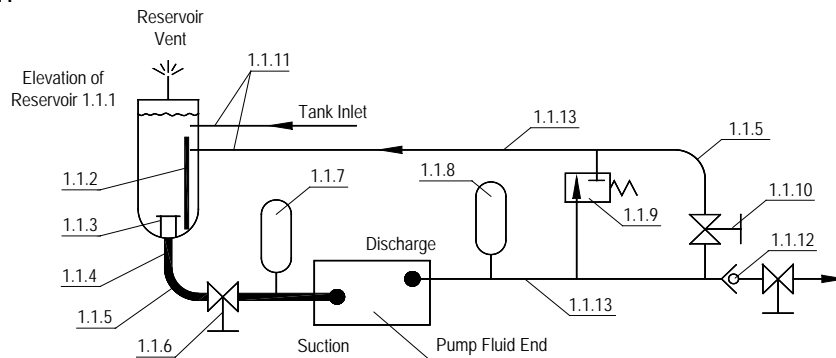 Reservoir
Vent
1.1.11
Elevation of
Reservoir 1.1.1
Tank Inlet
1.1.13
1.1.5
1.1.2
1.1.7
1.1.8
1.1.9
1.1.10
1.1.3
Discharge
1.1.12
1.1.4
1.1.5
1.1.13
1.1.6
Suction
Pump Fluid End